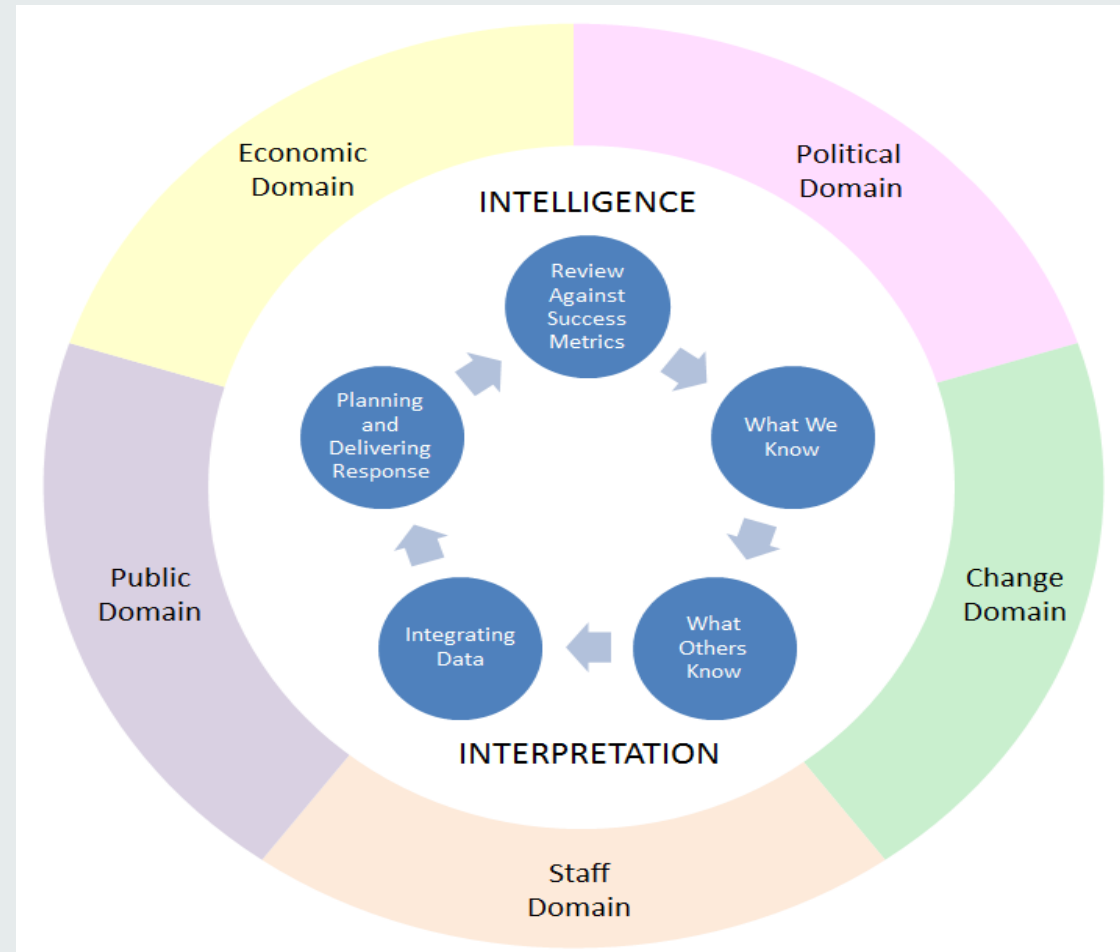 Economic
Domain
Political
Domain
INTELLIGENCE
Review
Against
Success
Metrics
Planning
and
Delivering
Response
What We
Know
Public
Domain
Change
Domain
Integrating
Data
What
Others
Know
INTERPRETATION
Staff
Domain